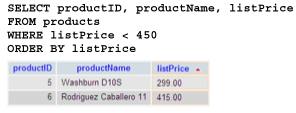 SELECT productID, productName, listPrice
FROM products
WHERE listPrice < 450
ORDER BY listPrice
productID productName listPrice
5 Washburn D10S 299.00
6 Rodriguez Caballero 11 415.00